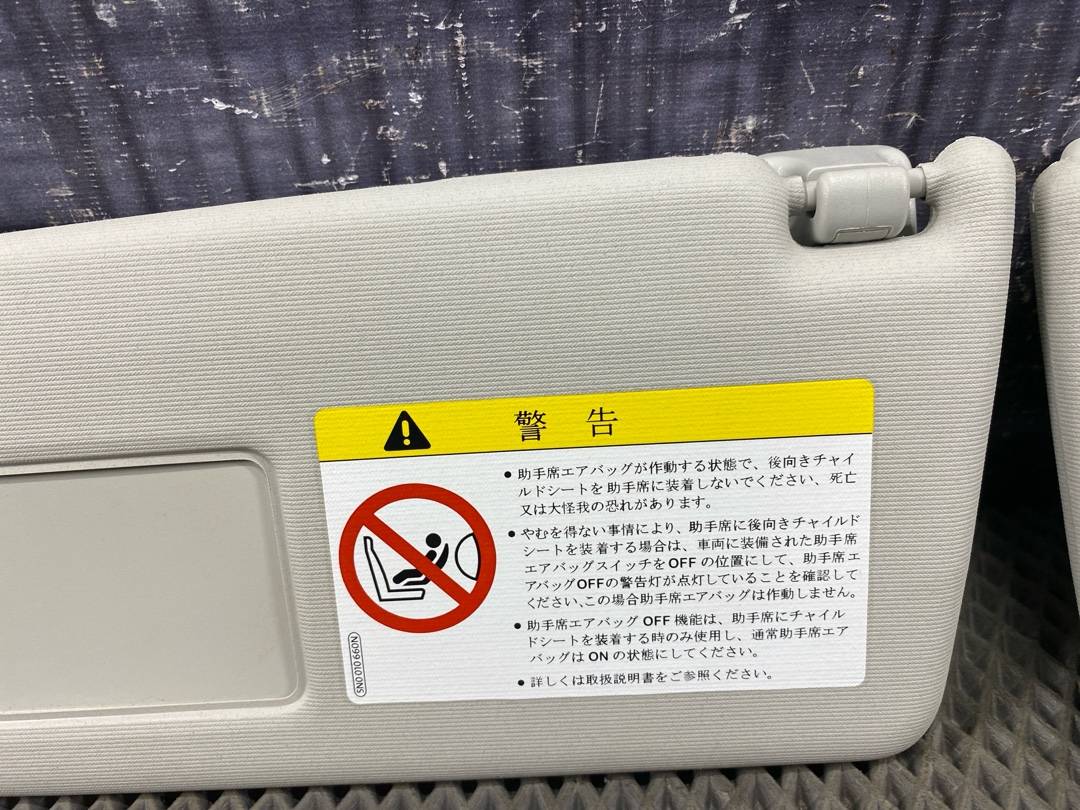 警告
●助手席エアバッグが作動する状態で、後向きチャイ
ルドシートを助手席に装着しないでください、死亡
又は大怪我の恐れがあります。
●やむを得ない事情により、助手席に後向きチャイルド
シートを装着する場合は、車両に装備された助手席
エアバッグスイッチをOFFの位置にして、助手席エ
アバッグOFFの警告灯が点灯していることを確認して
ください、この場合助手席エアバッグは作動しません。
●助手席エアバッグ OFF 機能は、助手席にチャイル
ドシートを装着する時のみ使用し、通常助手席エア
バッグは ON の状態にしてください。
●詳しくは取扱説明書をご参照ください。
5N0 010 660N